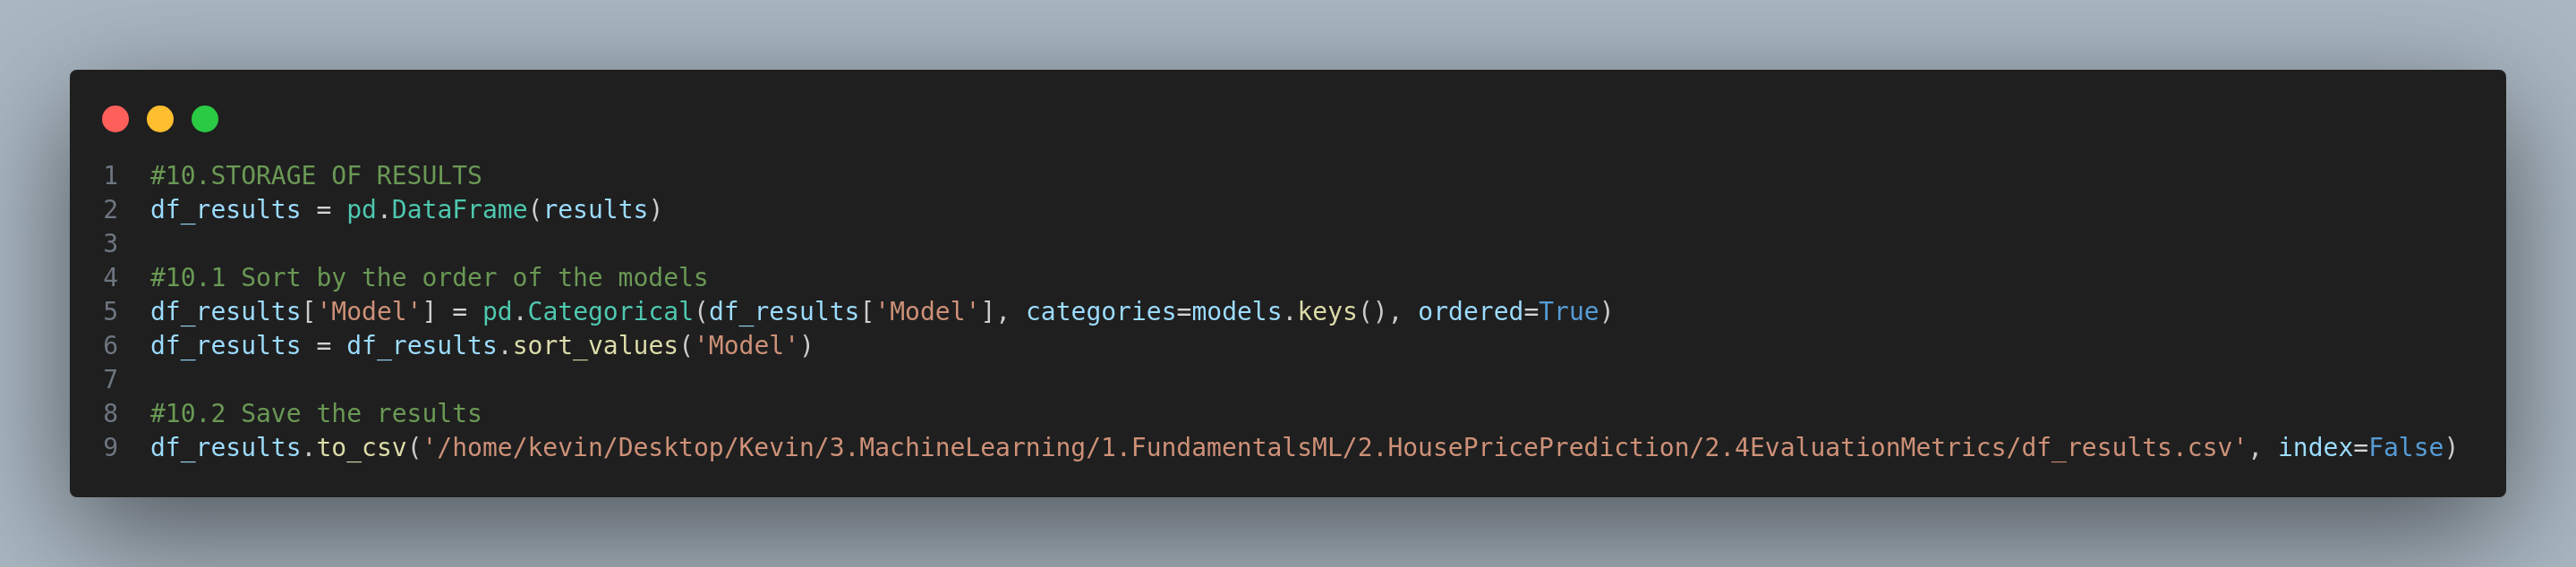 1 #10.STORAGE OF RESULTS
2 df_results = pd.DataFrame(results)
3
4 #10.1 Sort by the order of the models
5 df_results['Model'] = pd.Categorical(df_results['Model'], categories=models.keys(), ordered=True)
6 df_results = df_results.sort_values('Model')
7
8 #10.2 Save the results
9 df_results.to_csv('/home/kevin/Desktop/Kevin/3.MachineLearning/1.FundamentalsML/2.HousePricePrediction/2.4EvaluationMetrics/df_results.csv', index=False)